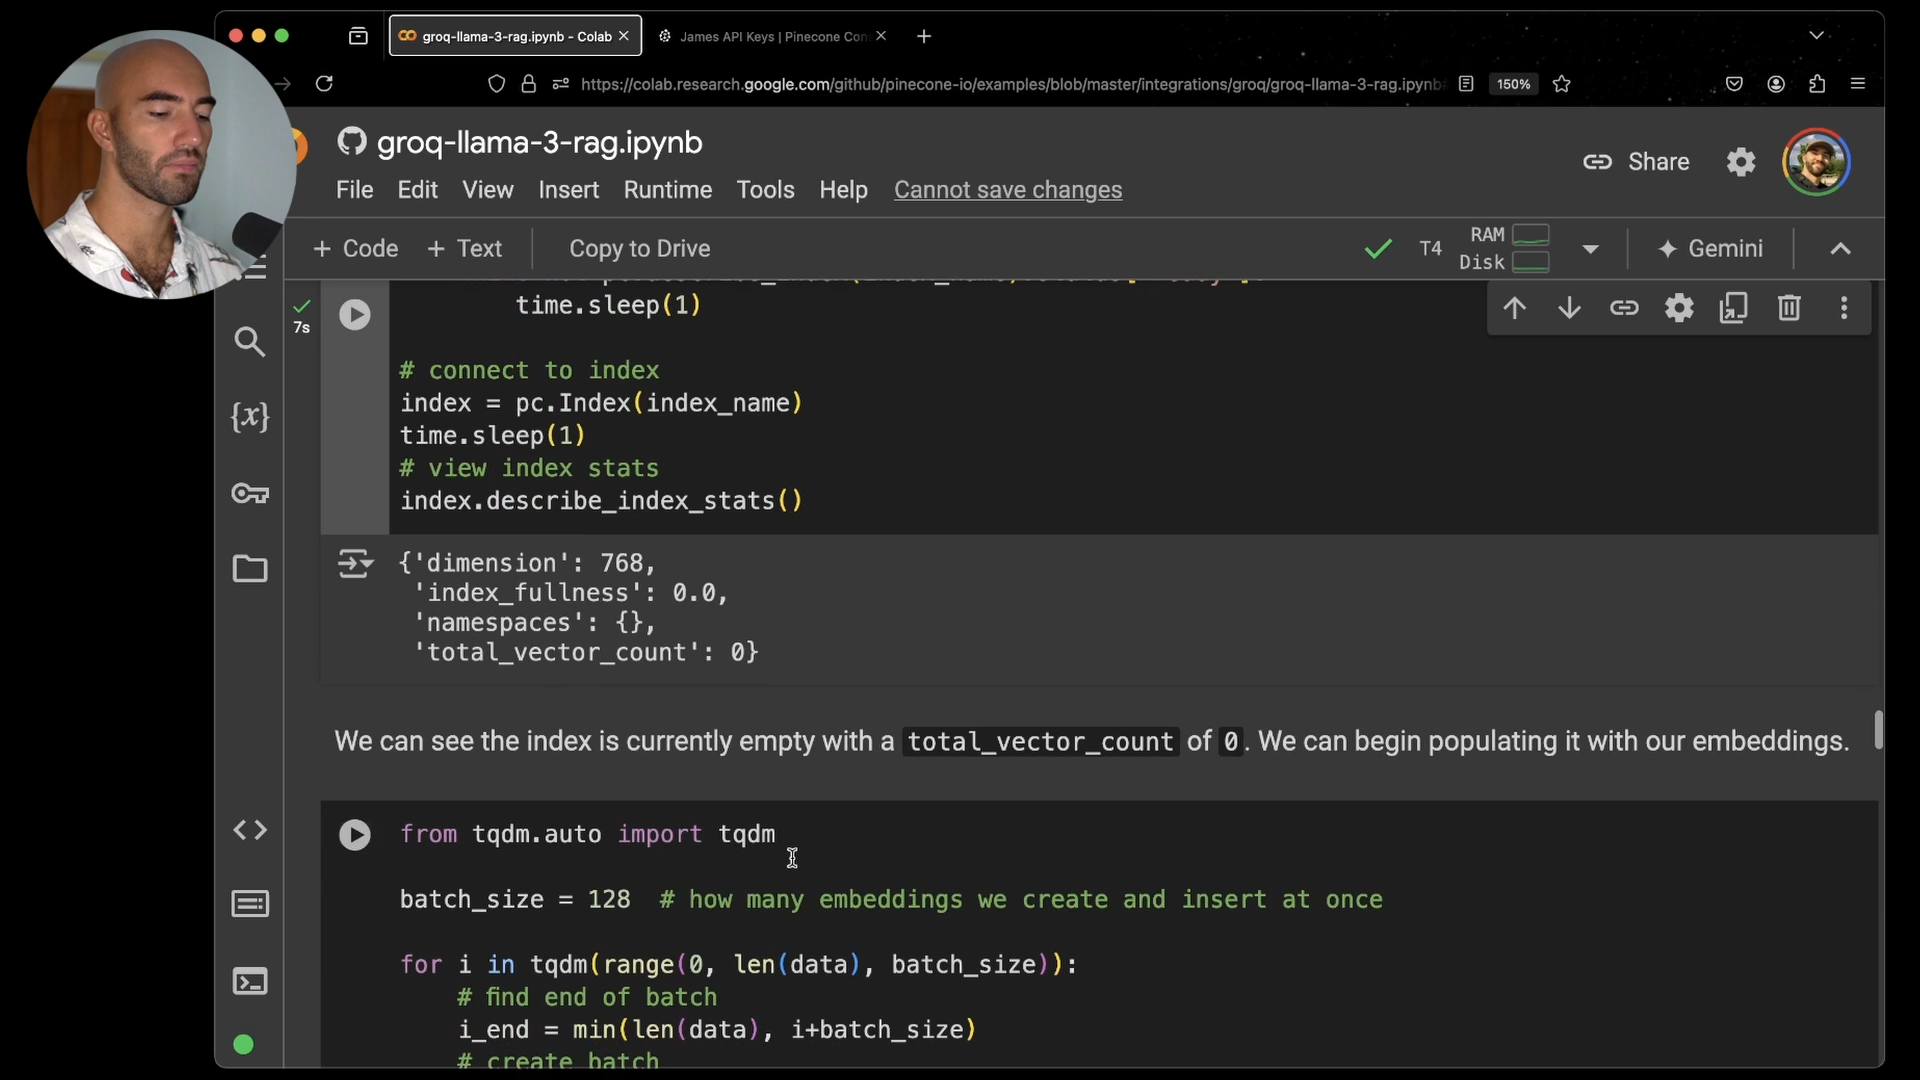 groq-llama-3-rag.ipynb - Colab
James API Keys | Pinecone Con
https://colab.research.google.com/github/pinecone-io/examples/blob/master/integrations/groq/groq-llama-3-rag.ipynb
150%
groq-llama-3-rag.ipynb
Share
File Edit View Insert Runtime Tools Help Cannot save changes
+ Code + Text Copy to Drive
T4 RAM Disk
Gemini
7s
time.sleep(1)
# connect to index
index = pc.Index(index_name)
time.sleep(1)
# view index stats
index.describe_index_stats()
{'dimension': 768,
'index_fullness': 0.0,
'namespaces': {},
'total_vector_count': 0}
We can see the index is currently empty with a total_vector_count of 0. We can begin populating it with our embeddings.
from tqdm.auto import tqdm
batch_size = 128 # how many embeddings we create and insert at once
for i in tqdm(range(0, len(data), batch_size)):
# find end of batch
i_end = min(len(data), i+batch_size)
# create batch